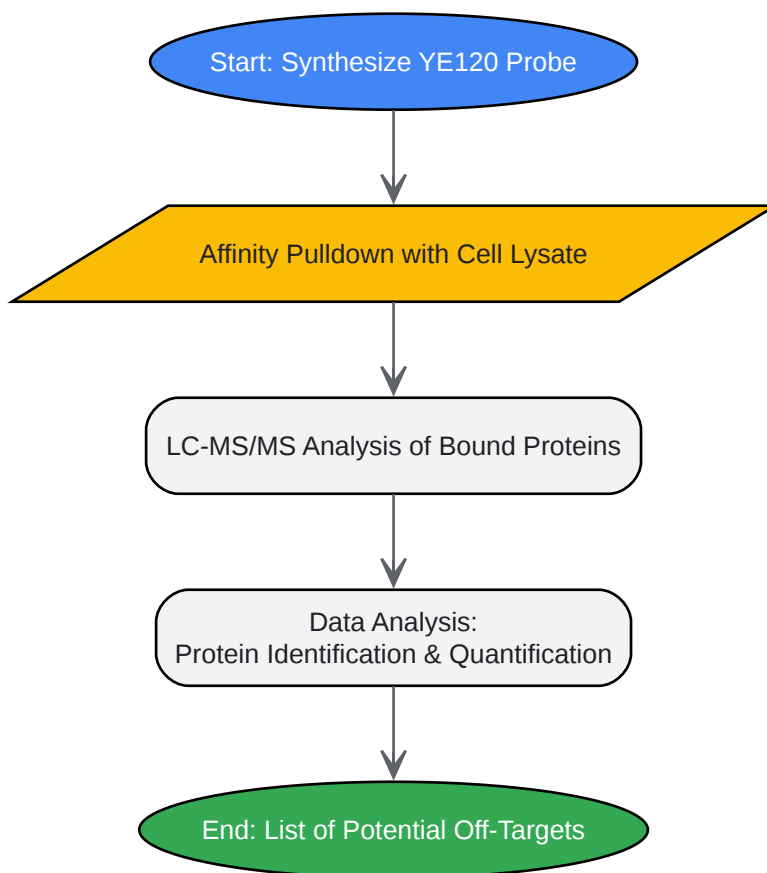 Start: Synthesize YE120 Probe
Affinity Pulldown with Cell Lysate
LC-MS/MS Analysis of Bound Proteins
Data Analysis:
Protein Identification & Quantification
End: List of Potential Off-Targets